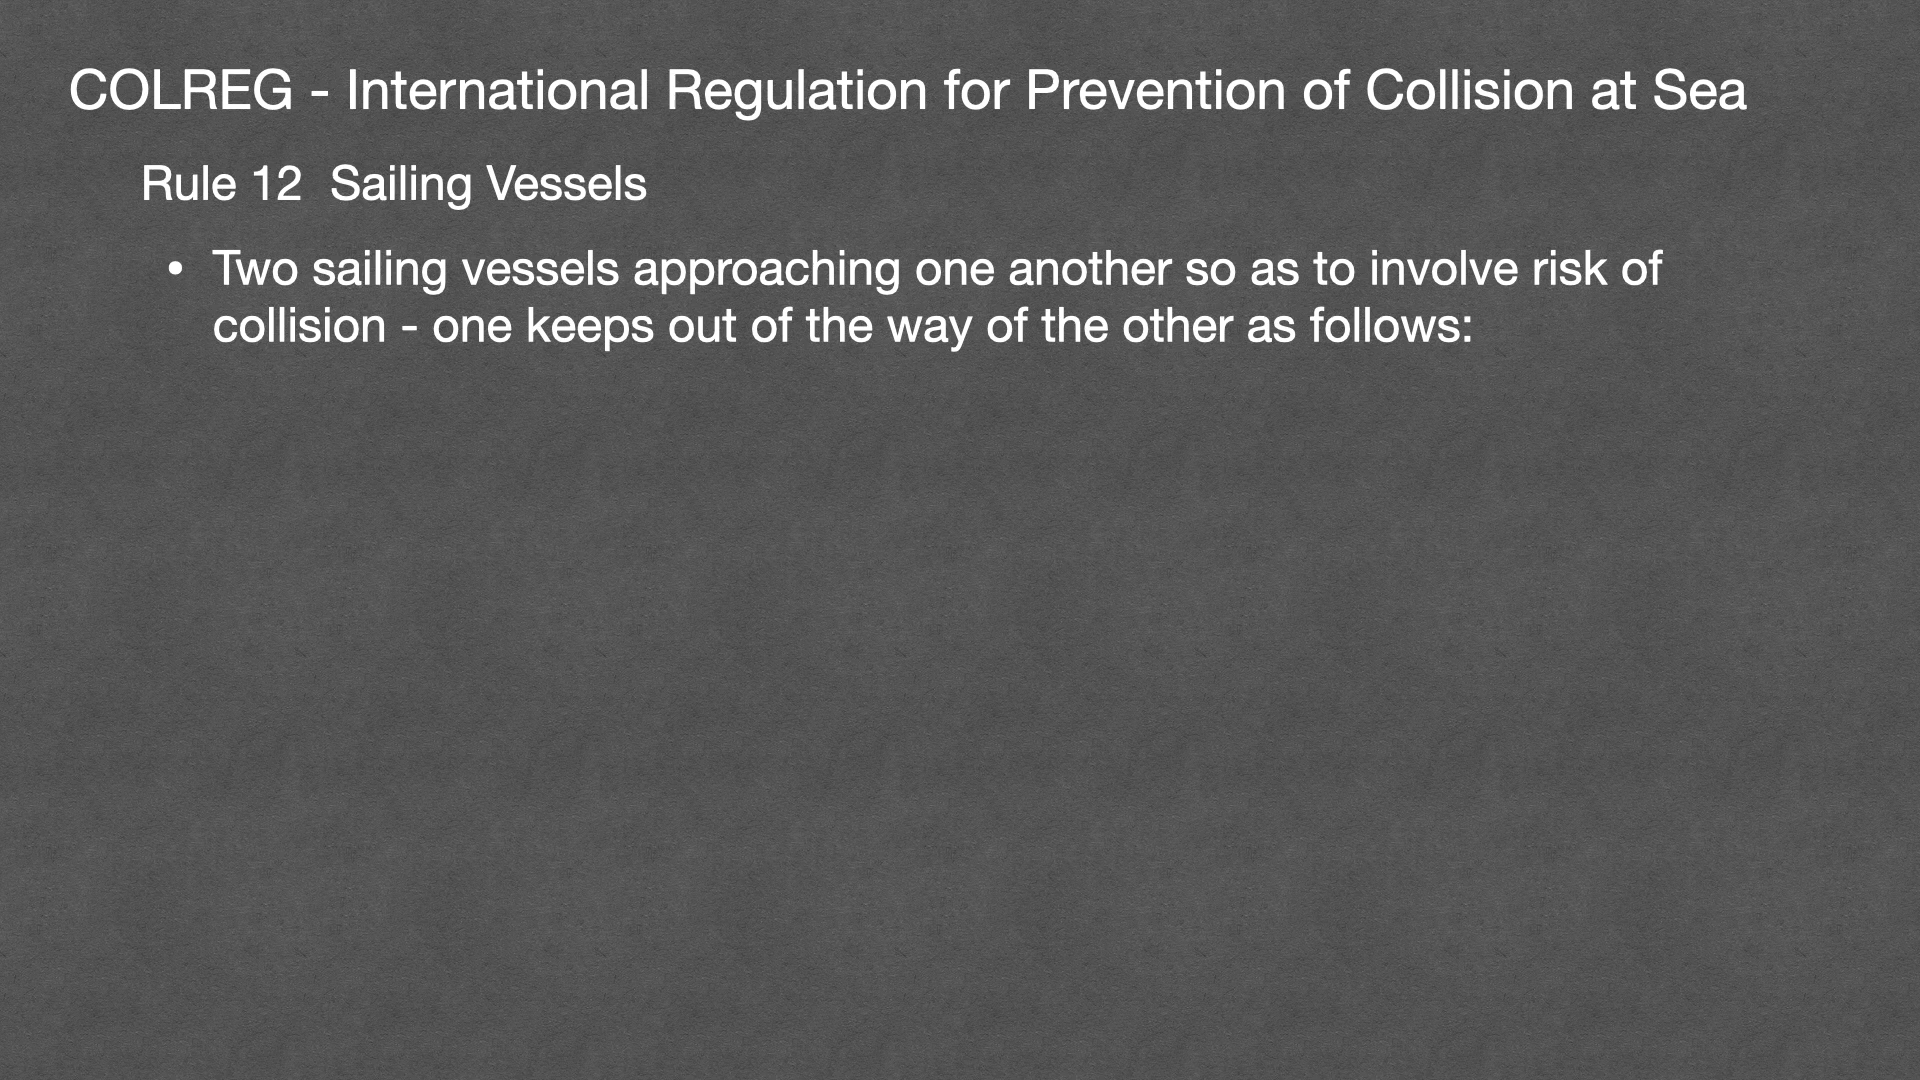 COLREG - International Regulation for Prevention of Collision at Sea
Rule 12  Sailing Vessels
• Two sailing vessels approaching one another so as to involve risk of
collision - one keeps out of the way of the other as follows: